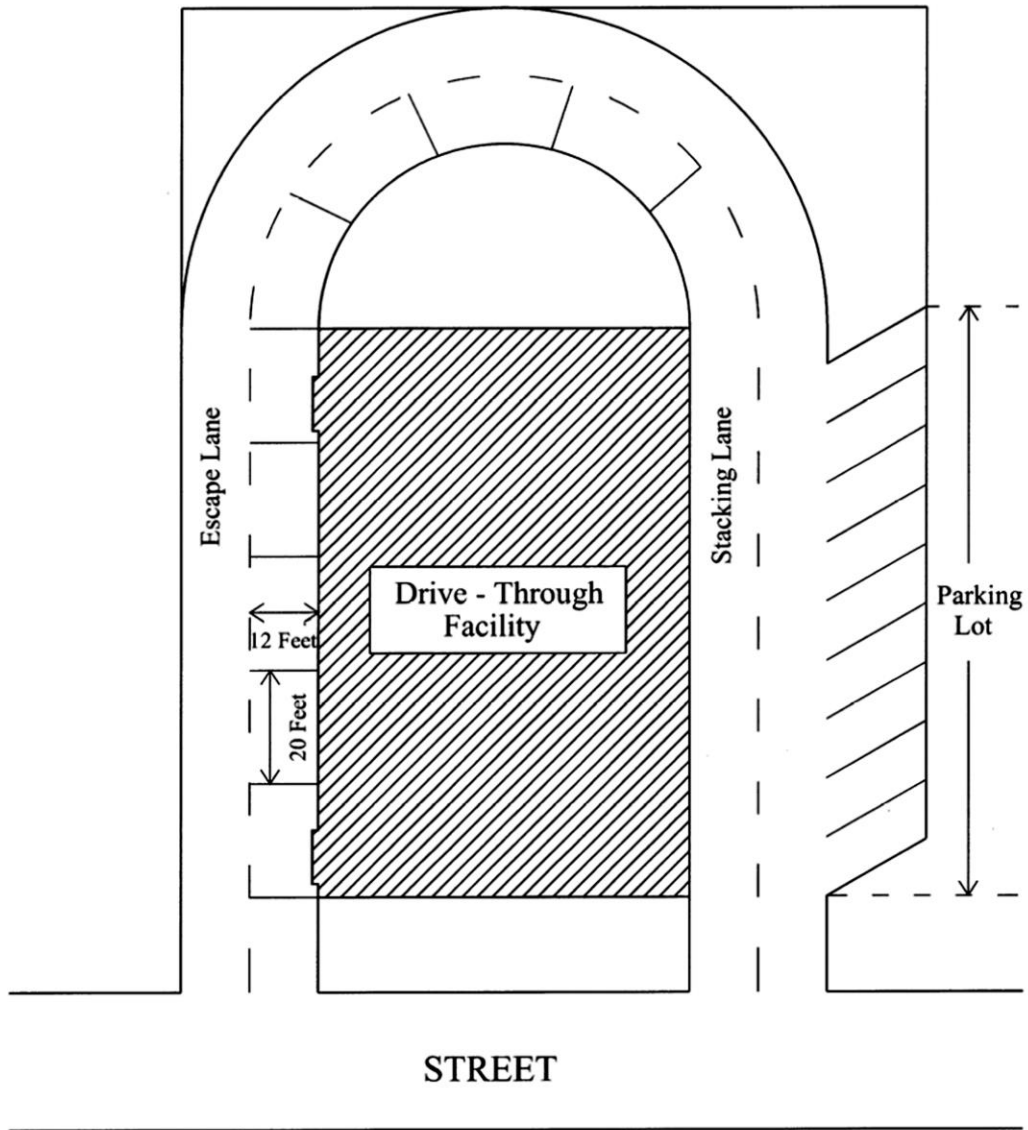 Escape Lane
Stacking Lane
Drive - Through
Facility
Parking
Lot
12 Feet
20 Feet
STREET